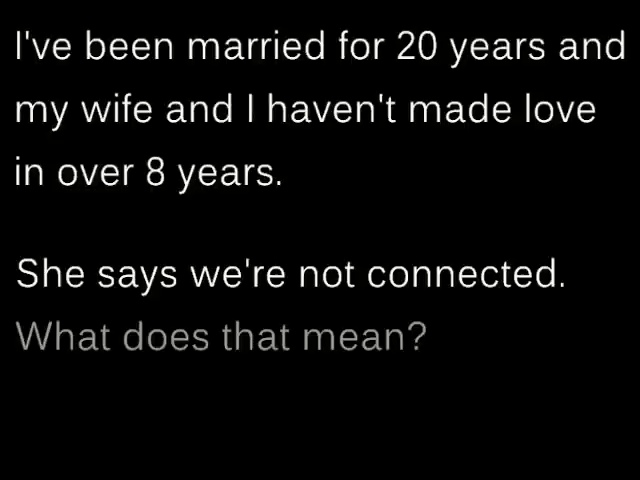 I've been married for 20 years and
my wife and I haven't made love
in over 8 years.
She says we're not connected.
What does that mean?